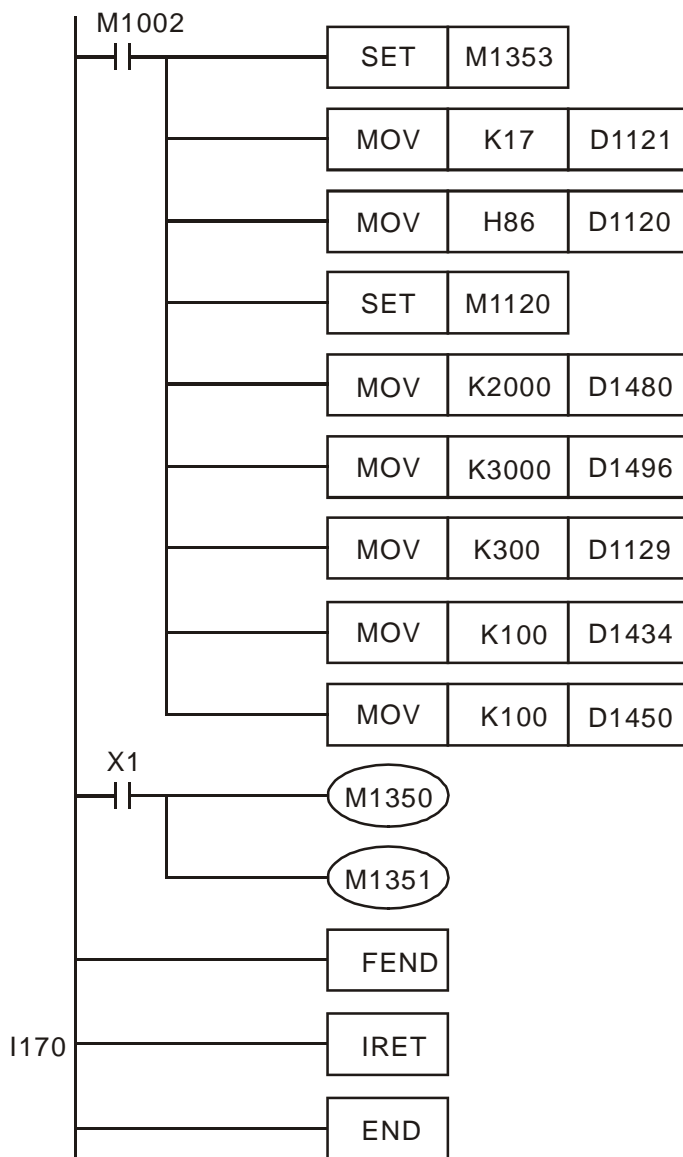 M1002
SET M1353
MOV K17 D1121
MOV H86 D1120
SET M1120
MOV K2000 D1480
MOV K3000 D1496
MOV K300 D1129
MOV K100 D1434
MOV K100 D1450
X1
M1350
M1351
FEND
I170 IRET
END